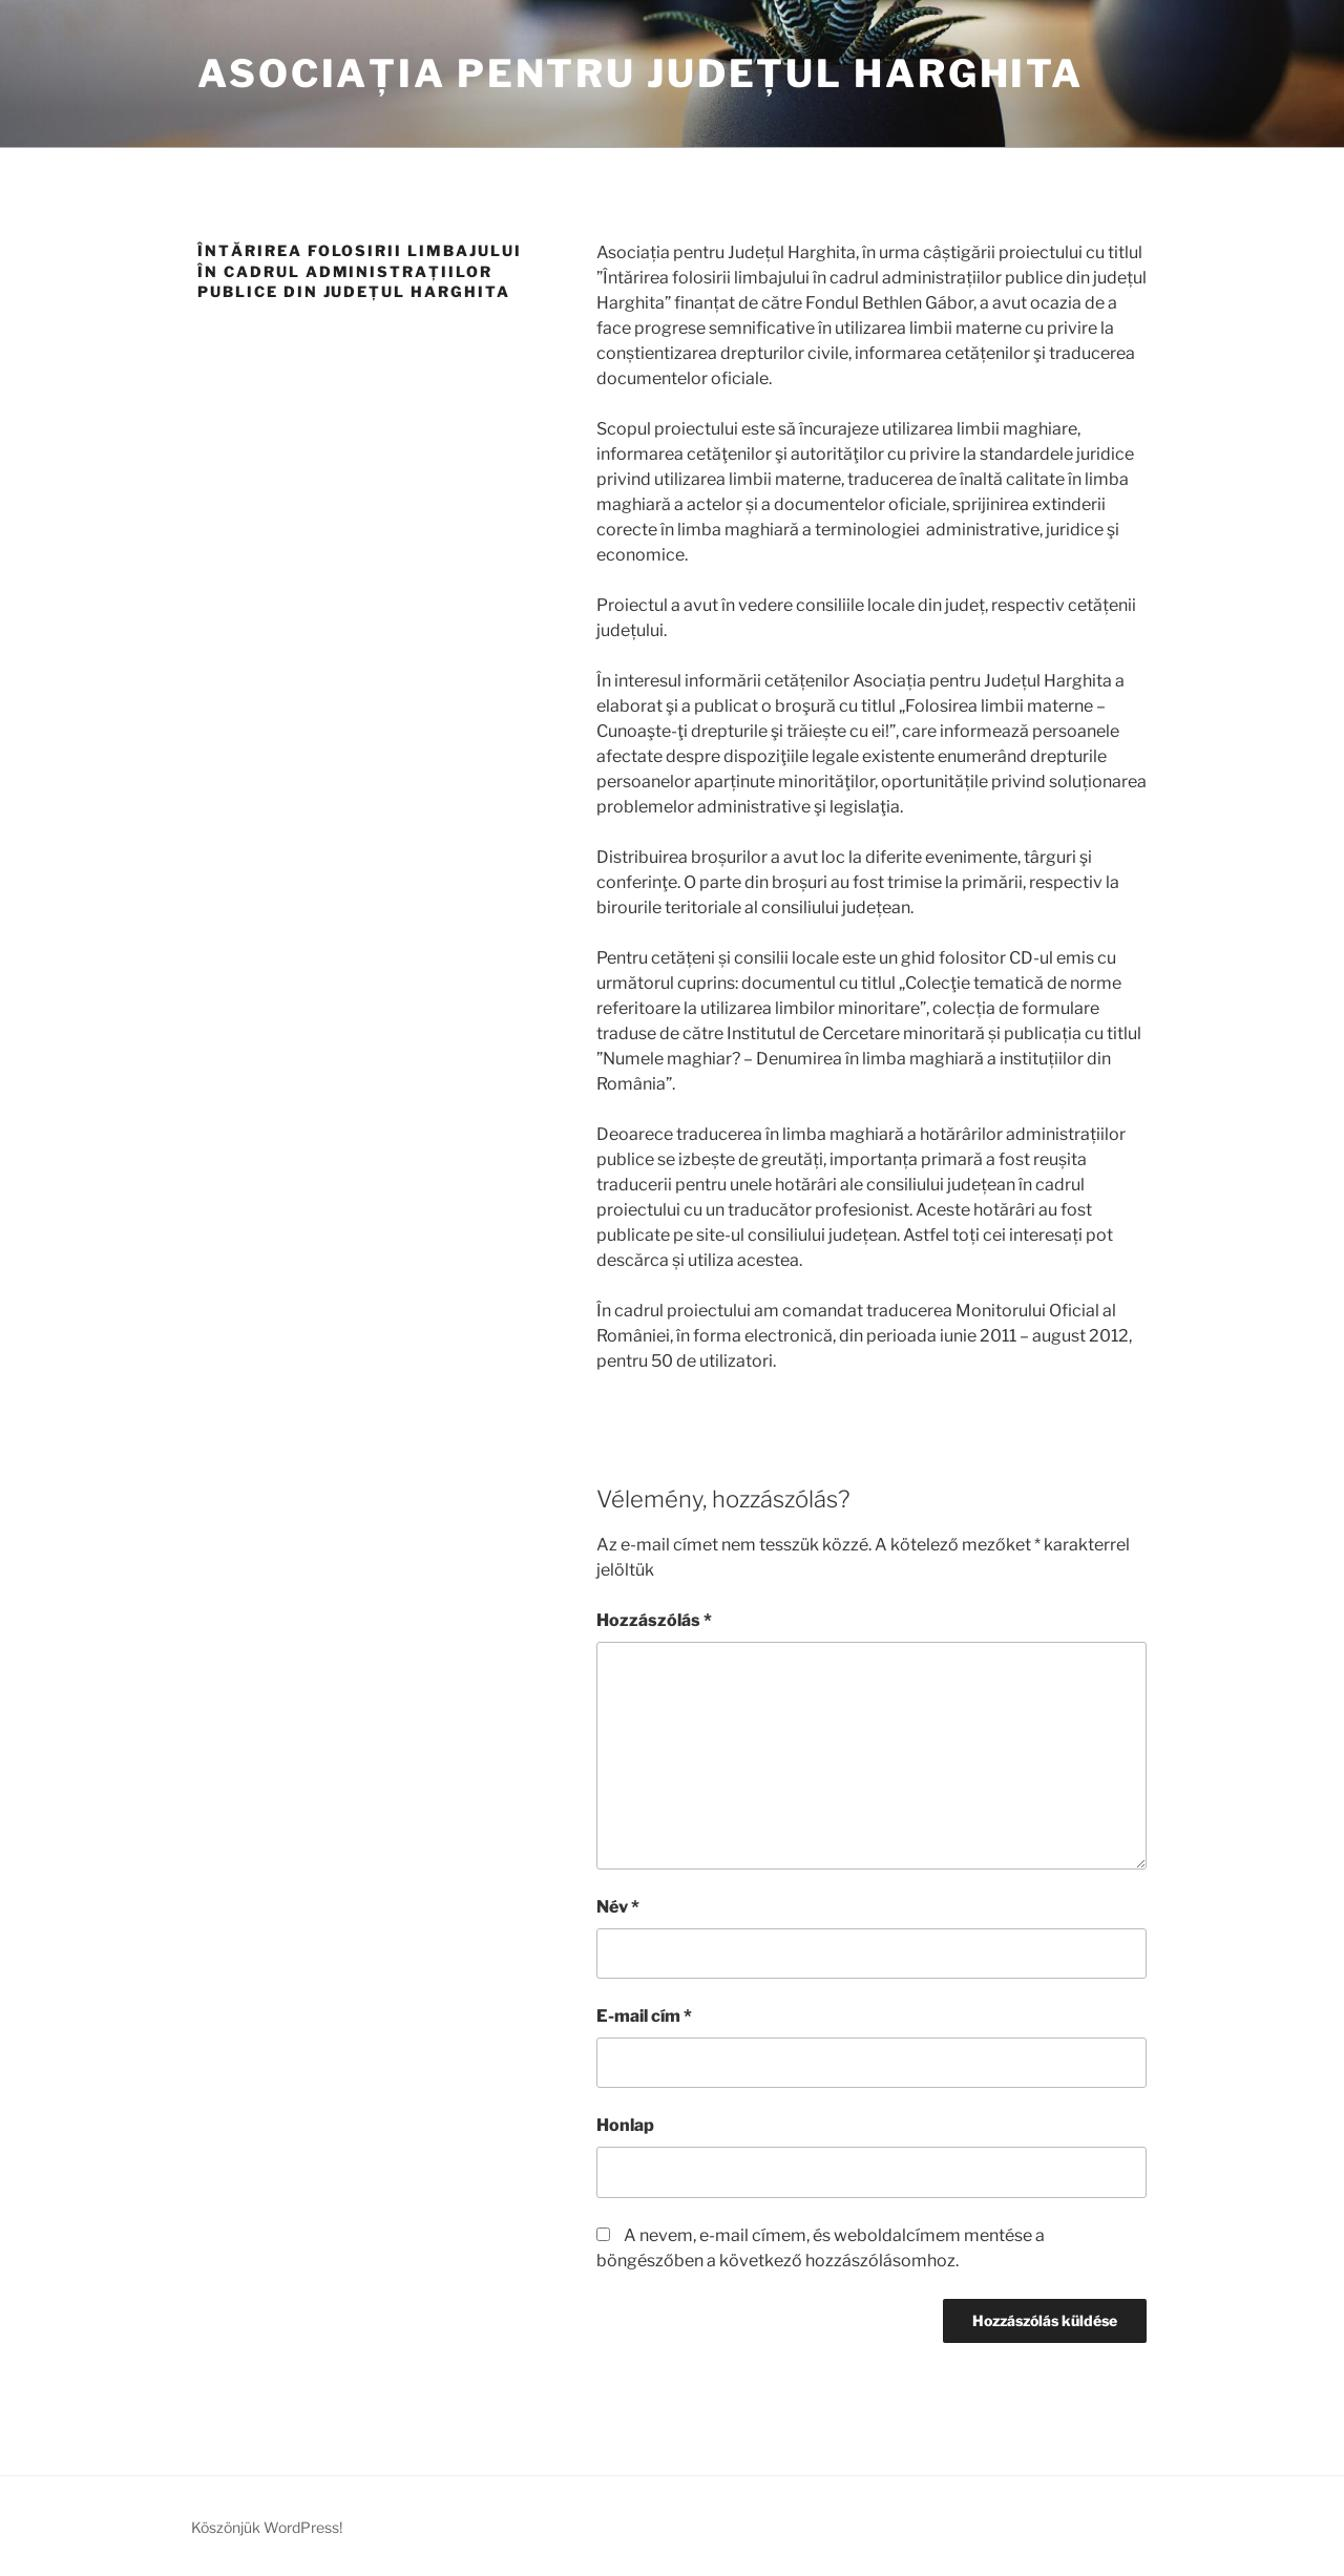 ASOCIAȚIA PENTRU JUDEȚUL HARGHITA
ÎNTĂRIREA FOLOSIRII LIMBAJULUI
ÎN CADRUL ADMINISTRAȚIILOR
PUBLICE DIN JUDEȚUL HARGHITA
Asociația pentru Județul Harghita, în urma câștigării proiectului cu titlul
”Întărirea folosirii limbajului în cadrul administrațiilor publice din județul
Harghita” finanțat de către Fondul Bethlen Gábor, a avut ocazia de a
face progrese semnificative în utilizarea limbii materne cu privire la
conștientizarea drepturilor civile, informarea cetățenilor şi traducerea
documentelor oficiale.
Scopul proiectului este să încurajeze utilizarea limbii maghiare,
informarea cetăţenilor şi autorităţilor cu privire la standardele juridice
privind utilizarea limbii materne, traducerea de înaltă calitate în limba
maghiară a actelor și a documentelor oficiale, sprijinirea extinderii
corecte în limba maghiară a terminologiei  administrative, juridice şi
economice.
Proiectul a avut în vedere consiliile locale din județ, respectiv cetățenii
județului.
În interesul informării cetățenilor Asociația pentru Județul Harghita a
elaborat şi a publicat o broşură cu titlul „Folosirea limbii materne –
Cunoaşte-ţi drepturile şi trăiește cu ei!”, care informează persoanele
afectate despre dispoziţiile legale existente enumerând drepturile
persoanelor aparținute minorităţilor, oportunitățile privind soluționarea
problemelor administrative şi legislaţia.
Distribuirea broșurilor a avut loc la diferite evenimente, târguri şi
conferinţe. O parte din broșuri au fost trimise la primării, respectiv la
birourile teritoriale al consiliului județean.
Pentru cetățeni și consilii locale este un ghid folositor CD-ul emis cu
următorul cuprins: documentul cu titlul „Colecţie tematică de norme
referitoare la utilizarea limbilor minoritare”, colecția de formulare
traduse de către Institutul de Cercetare minoritară și publicația cu titlul
”Numele maghiar? – Denumirea în limba maghiară a instituțiilor din
România”.
Deoarece traducerea în limba maghiară a hotărârilor administrațiilor
publice se izbește de greutăți, importanța primară a fost reușita
traducerii pentru unele hotărâri ale consiliului județean în cadrul
proiectului cu un traducător profesionist. Aceste hotărâri au fost
publicate pe site-ul consiliului județean. Astfel toți cei interesați pot
descărca și utiliza acestea.
În cadrul proiectului am comandat traducerea Monitorului Oficial al
României, în forma electronică, din perioada iunie 2011 – august 2012,
pentru 50 de utilizatori.
Vélemény, hozzászólás?
Az e-mail címet nem tesszük közzé. A kötelező mezőket * karakterrel
jelöltük
Hozzászólás *
Név *
E-mail cím *
Honlap
A nevem, e-mail címem, és weboldalcímem mentése a
böngészőben a következő hozzászólásomhoz.
Hozzászólás küldése
Köszönjük WordPress!